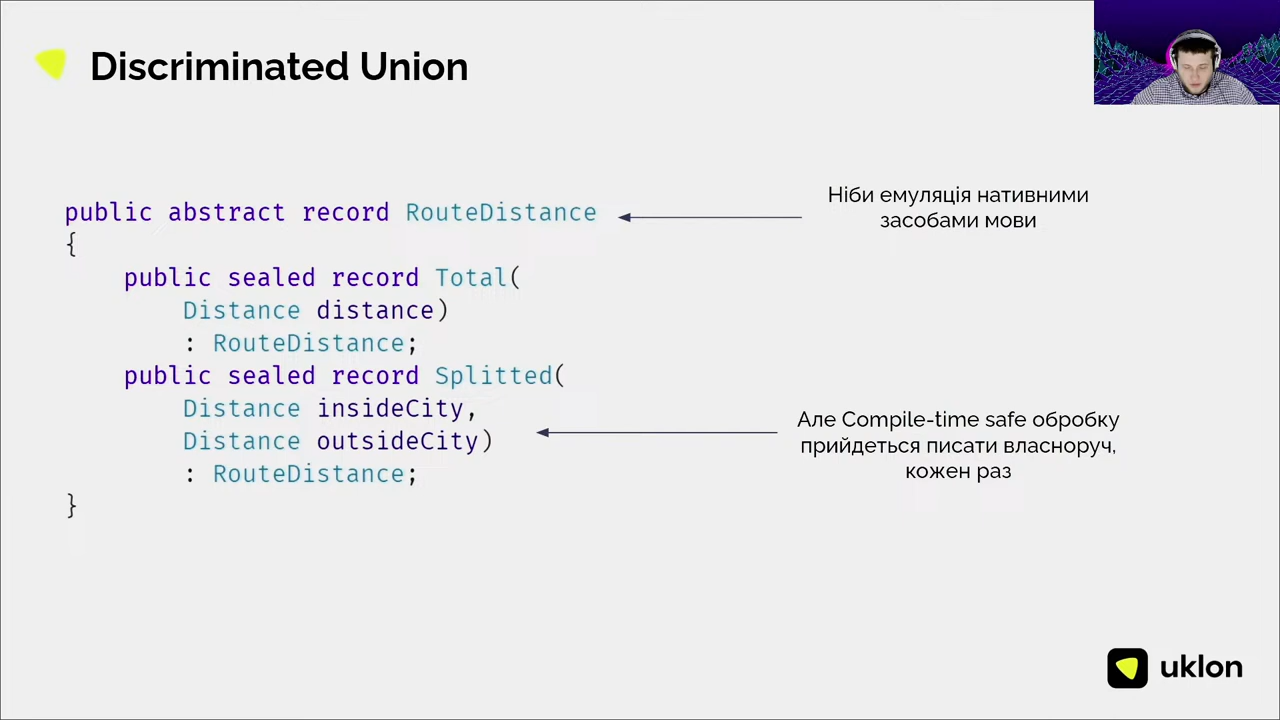 Discriminated Union
public abstract record RouteDistance
{
public sealed record Total(
Distance distance)
: RouteDistance;
public sealed record Splitted(
Distance insideCity,
Distance outsideCity)
: RouteDistance;
}
Ніби емуляція нативними
засобами мови
Але Compile-time safe обробку
прийдеться писати власноруч,
кожен раз
uklon